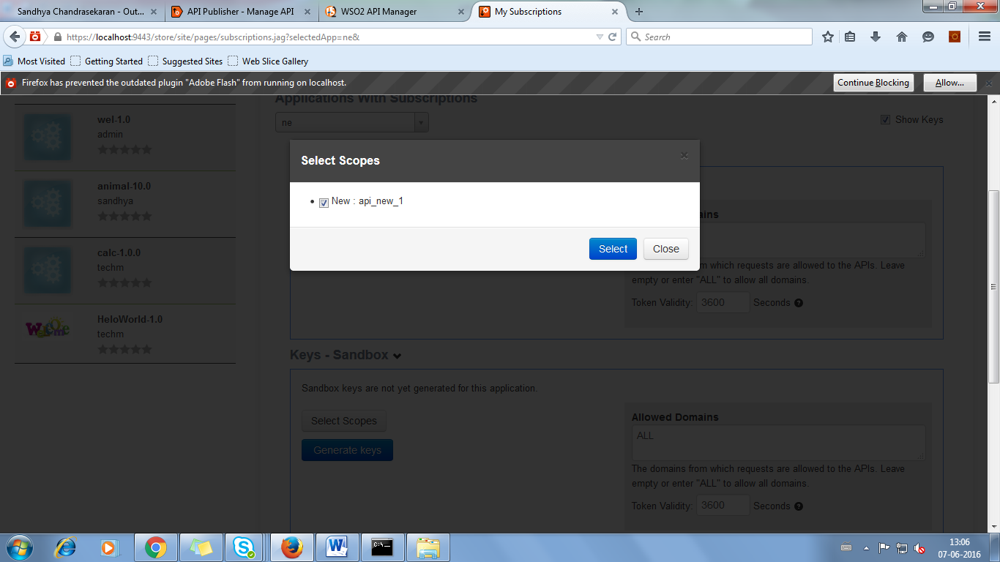 Sandhya Chandrasekaran - Out...
API Publisher - Manage API
WSO2 API Manager
My Subscriptions
https://localhost:9443/store/site/pages/subscriptions.jag?selectedApp=ne&
Search
Most Visited
Getting Started
Suggested Sites
Web Slice Gallery
Firefox has prevented the outdated plugin "Adobe Flash" from running on localhost.
Continue Blocking
Allow...
Applications With Subscriptions
wel-1.0
admin
animal-10.0
sandhya
calc-1.0.0
techm
HeloWorld-1.0
techm
ne
Show Keys
Select Scopes
New : api_new_1
Select
Close
ains
m which requests are allowed to the APIs. Leave
empty or enter "ALL" to allow all domains.
Token Validity: 3600 Seconds
Keys - Sandbox
Sandbox keys are not yet generated for this application.
Select Scopes
Generate keys
Allowed Domains
ALL
The domains from which requests are allowed to the APIs. Leave
empty or enter "ALL" to allow all domains.
Token Validity: 3600 Seconds
13:06
07-06-2016